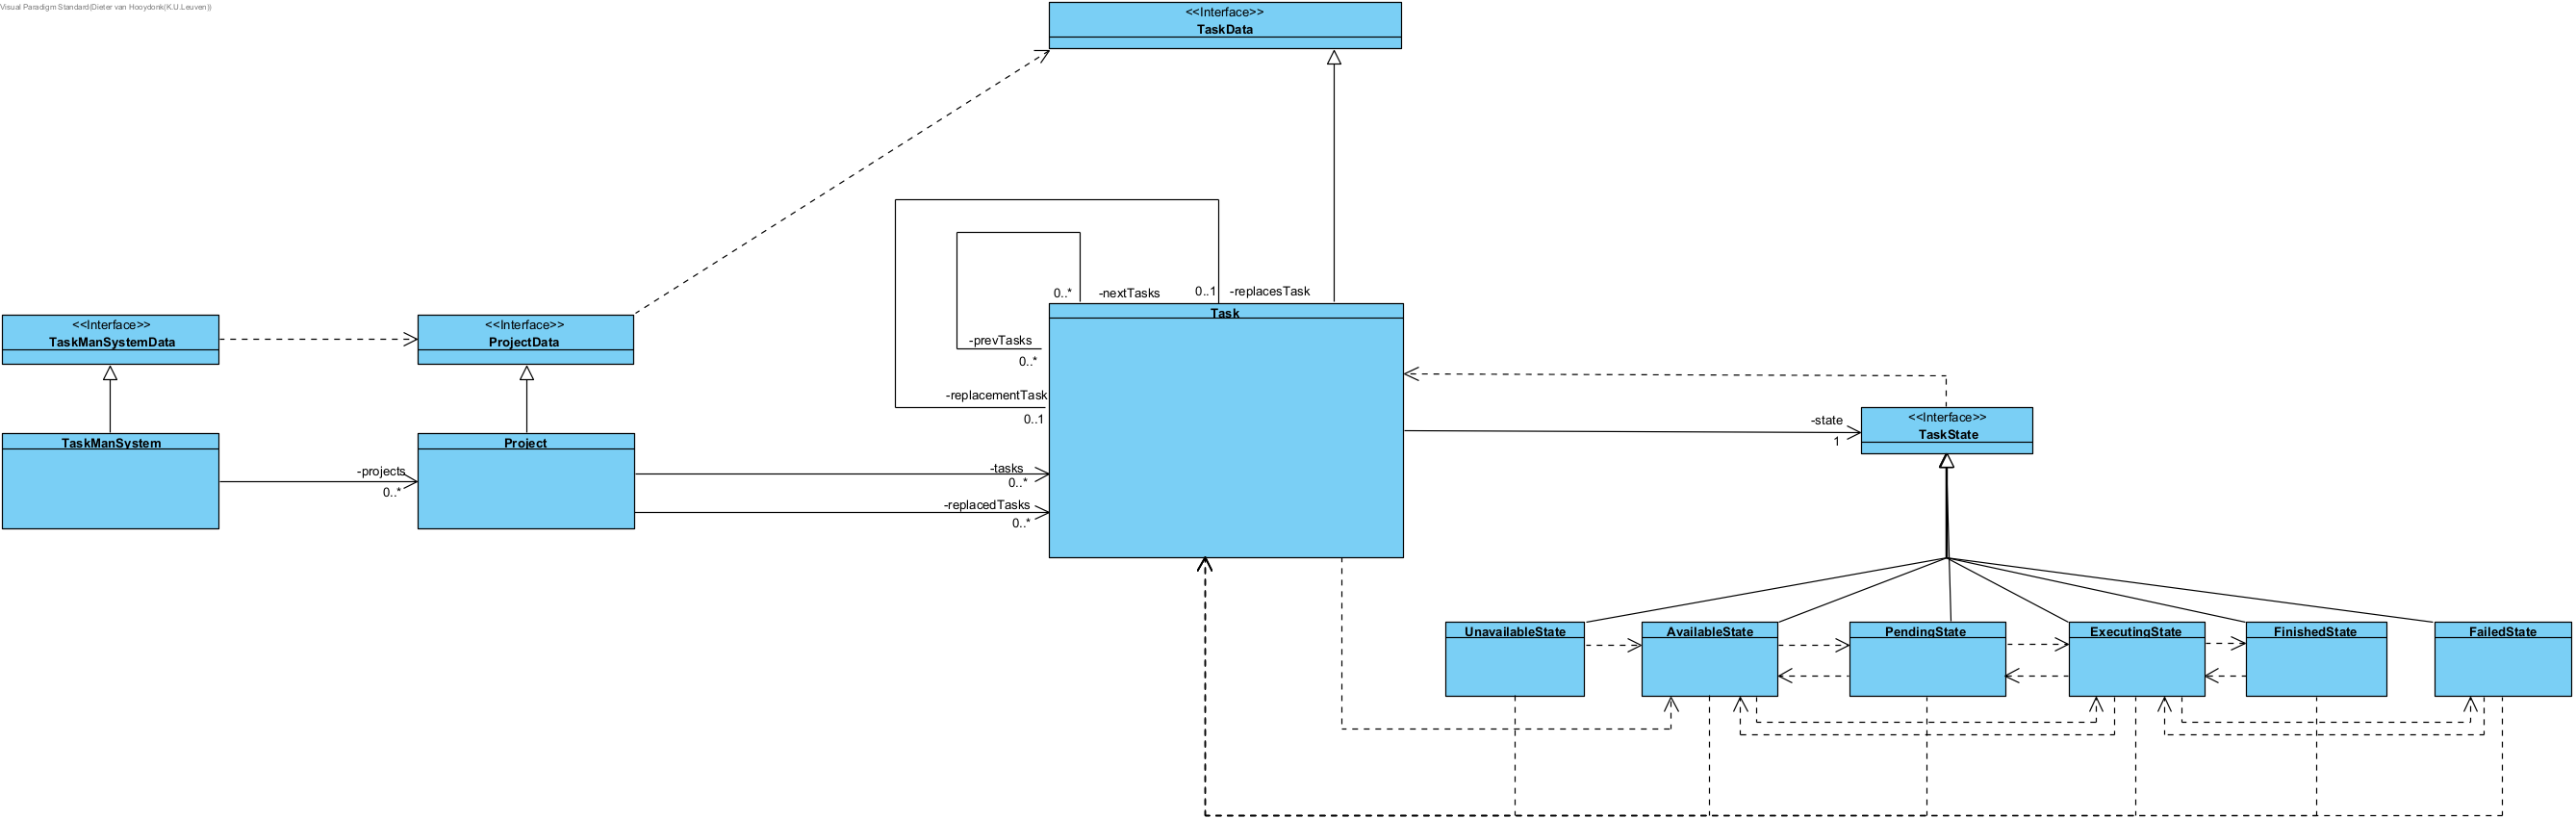 Visual Paradigm Standard(Dieter van Hooydonk(K.U.Leuven))
<<Interface>>
TaskData
0..*
-nextTasks
0..1
-replacesTask
<<Interface>>
TaskManSystemData
<<Interface>>
ProjectData
Task
-prevTasks
0..*
-replacementTask
0..1
<<Interface>>
TaskState
-state
1
TaskManSystem
Project
-projects
0..*
-tasks
0..*
-replacedTasks
0..*
UnavailableState
AvailableState
PendingState
ExecutingState
FinishedState
FailedState